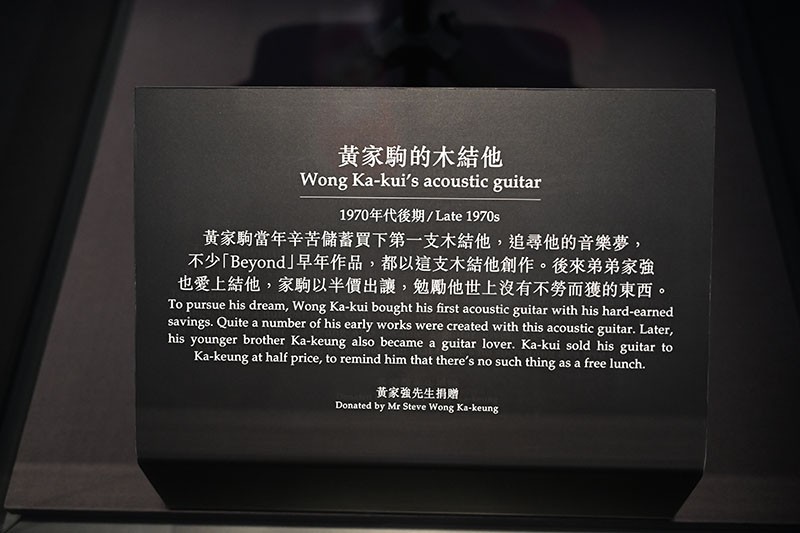 黃家駒的木結他
Wong Ka-kui's acoustic guitar
1970年代後期/Late 1970s
黃家駒當年辛苦儲蓄買下第一支木結他，追尋他的音樂夢，
不少「Beyond」早年作品，都以這支木結他創作。後來弟弟家強
也愛上結他，家駒以半價出讓，勉勵他世上沒有不勞而獲的東西。
To pursue his dream, Wong Ka-kui bought his first acoustic guitar with his hard-earned
savings. Quite a number of his early works were created with this acoustic guitar. Later,
his younger brother Ka-keung also became a guitar lover. Ka-kui sold his guitar to
Ka-keung at half price, to remind him that there's no such thing as a free lunch.
黃家強先生捐贈
Donated by Mr Steve Wong Ka-keung